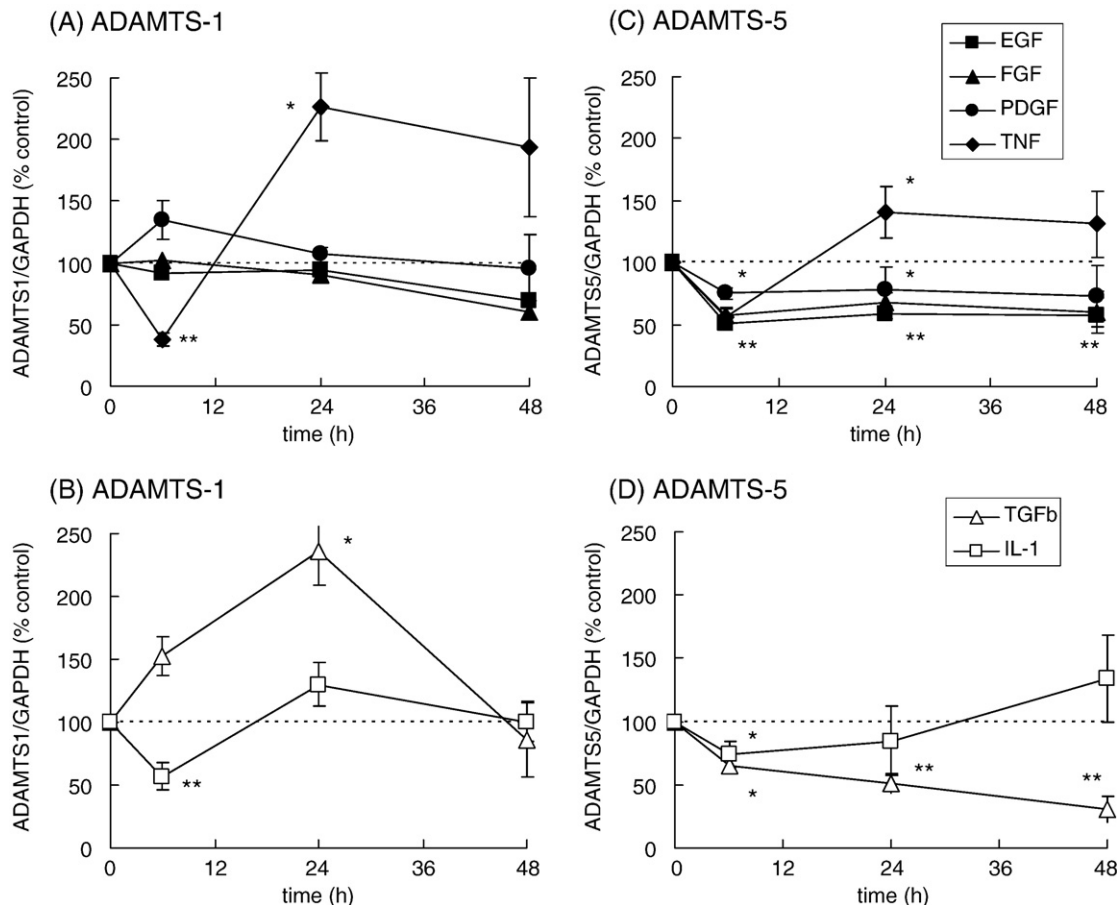 (A) ADAMTS-1
ADAMTS1/GAPDH (% control)
250
200
150
100
50
0
*
**
0 12 24 36 48
time (h)
(C) ADAMTS-5
EGF
FGF
PDGF
TNF
ADAMTS5/GAPDH (% control)
250
200
150
100
50
0
*
* *
** ** **
0 12 24 36 48
time (h)
(B) ADAMTS-1
ADAMTS1/GAPDH (% control)
250
200
150
100
50
0
*
**
0 12 24 36 48
time (h)
(D) ADAMTS-5
TGFb
IL-1
ADAMTS5/GAPDH (% control)
250
200
150
100
50
0
*
** **
*
0 12 24 36 48
time (h)